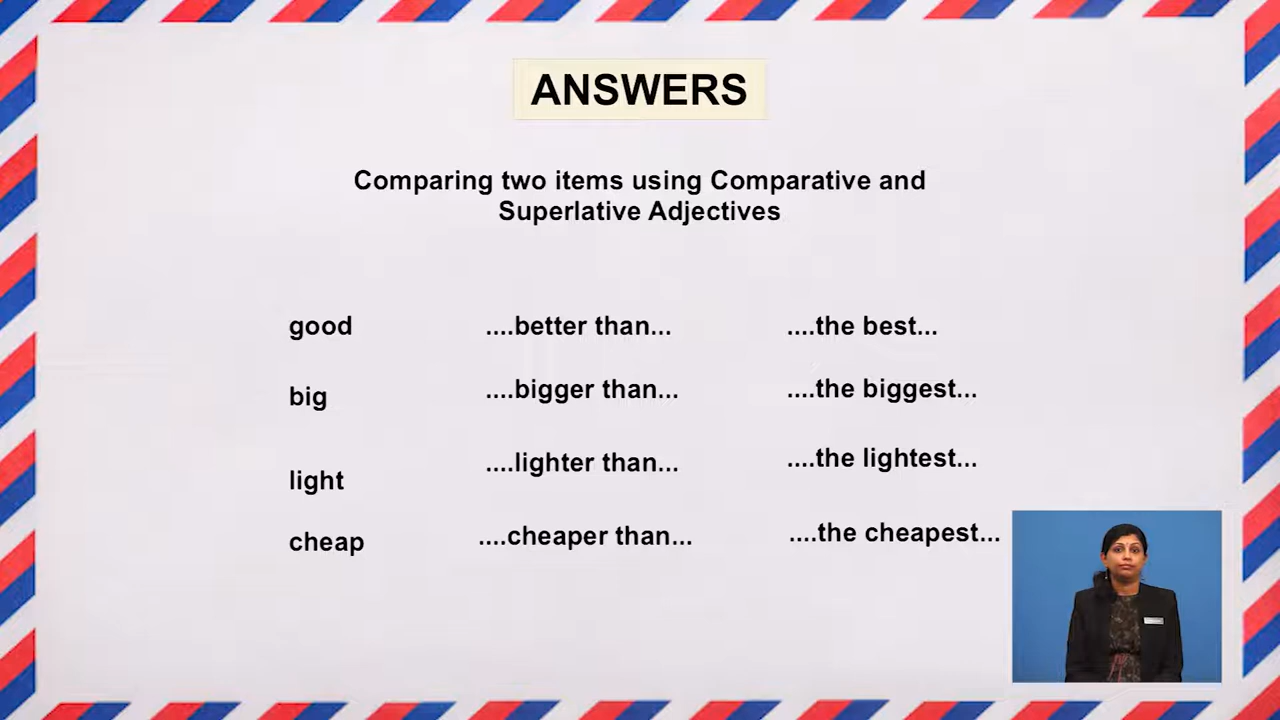 ANSWERS
Comparing two items using Comparative and
Superlative Adjectives
good ....better than... ....the best...
big ....bigger than... ....the biggest...
light ....lighter than... ....the lightest...
cheap ....cheaper than... ....the cheapest...